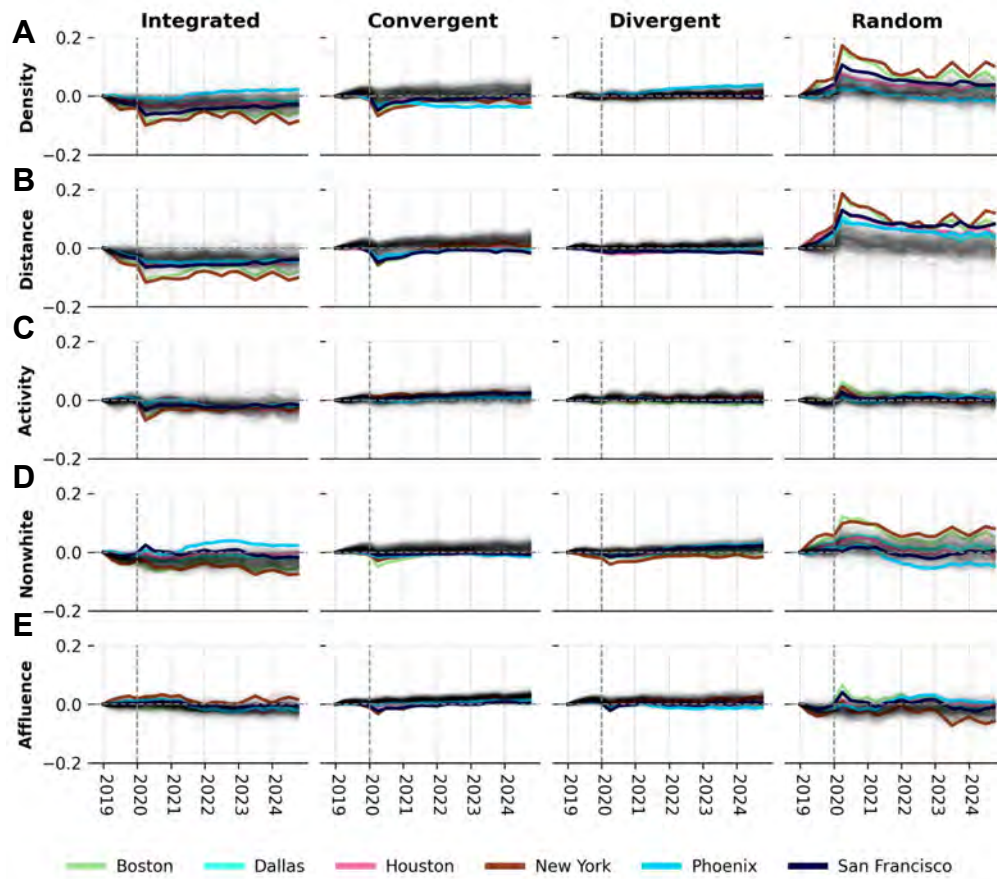 Integrated Convergent Divergent Random
A
0.2
0.0
−0.2
Density
B
0.2
0.0
−0.2
Distance
C
0.2
0.0
−0.2
Activity
D
0.2
0.0
−0.2
Nonwhite
E
0.2
0.0
−0.2
Affluence
2019 2020 2021 2022 2023 2024 2019 2020 2021 2022 2023 2024 2019 2020 2021 2022 2023 2024 2019 2020 2021 2022 2023 2024
Boston Dallas Houston New York Phoenix San Francisco